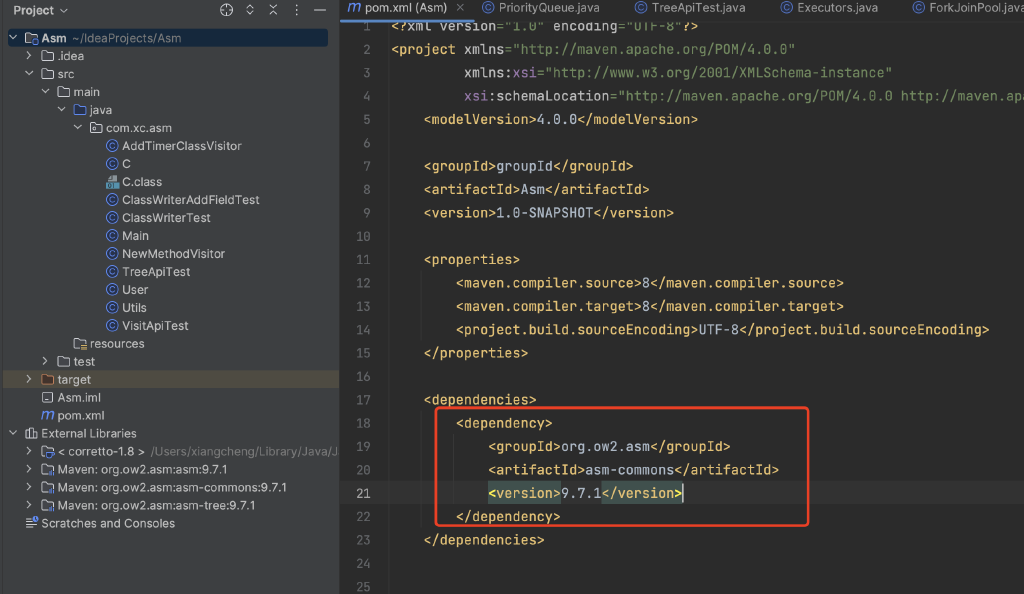 Project
Asm ~/IdeaProjects/Asm
.idea
src
main
java
com.xc.asm
AddTimerClassVisitor
C
C.class
ClassWriterAddFieldTest
ClassWriterTest
Main
NewMethodVisitor
TreeApiTest
User
Utils
VisitApiTest
resources
test
target
Asm.iml
pom.xml
External Libraries
< corretto-1.8 > /Users/xiangcheng/Library/Java/J
Maven: org.ow2.asm:asm:9.7.1
Maven: org.ow2.asm:asm-commons:9.7.1
Maven: org.ow2.asm:asm-tree:9.7.1
Scratches and Consoles
pom.xml (Asm) PriorityQueue.java TreeApiTest.java Executors.java ForkJoinPool.java
1 <?xml version="1.0" encoding="UTF-8"?>
2 <project xmlns="http://maven.apache.org/POM/4.0.0"
3 xmlns:xsi="http://www.w3.org/2001/XMLSchema-instance"
4 xsi:schemaLocation="http://maven.apache.org/POM/4.0.0 http://maven.apa
5 <modelVersion>4.0.0</modelVersion>
6
7 <groupId>groupId</groupId>
8 <artifactId>Asm</artifactId>
9 <version>1.0-SNAPSHOT</version>
10
11 <properties>
12 <maven.compiler.source>8</maven.compiler.source>
13 <maven.compiler.target>8</maven.compiler.target>
14 <project.build.sourceEncoding>UTF-8</project.build.sourceEncoding>
15 </properties>
16
17 <dependencies>
18 <dependency>
19 <groupId>org.ow2.asm</groupId>
20 <artifactId>asm-commons</artifactId>
21 <version>9.7.1</version>
22 </dependency>
23 </dependencies>
24
25